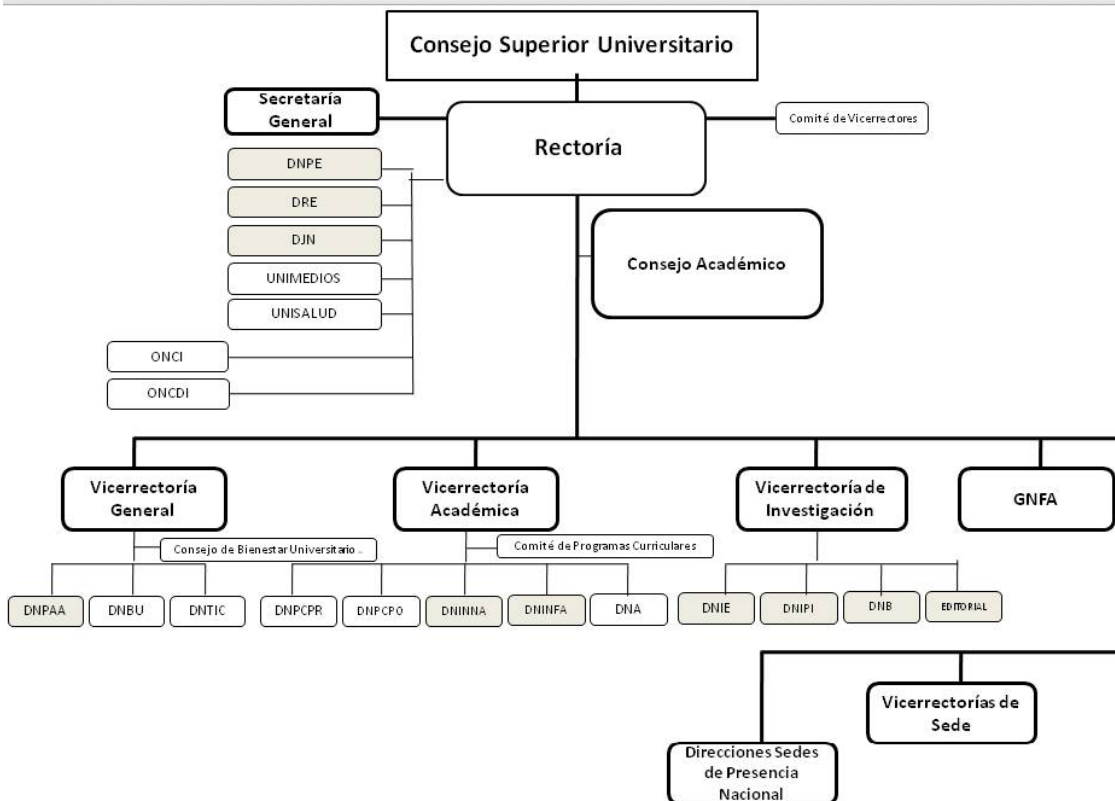 Consejo Superior Universitario
Secretaría
General
Rectoría
Comité de Vicerrectores
DNPE
DRE
DJN
UNIMEDIOS
UNISALUD
ONCI
ONCDI
Consejo Académico
Vicerrectoría
General
Vicerrectoría
Académica
Vicerrectoría de
Investigación
GNFA
Consejo de Bienestar Universitario .
Comité de Programas Curriculares
DNPAA
DNBU
DNTIC
DNPCPR
DNPCPO
DNINNA
DNINFA
DNA
DNIE
DNIPI
DNB
EDITORIAL
Vicerrectorías de
Sede
Direcciones Sedes
de Presencia
Nacional